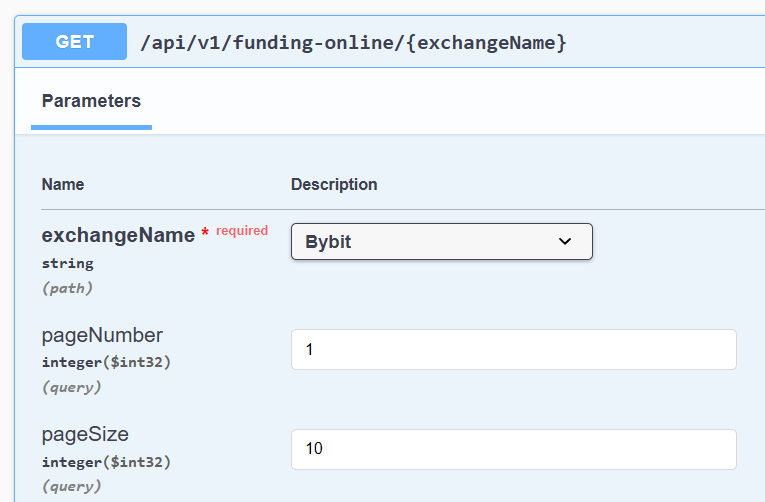 GET /api/v1/funding-online/{exchangeName}
Parameters
Name Description
exchangeName * required Bybit
string
(path)
pageNumber
integer($int32) 1
(query)
pageSize
integer($int32) 10
(query)